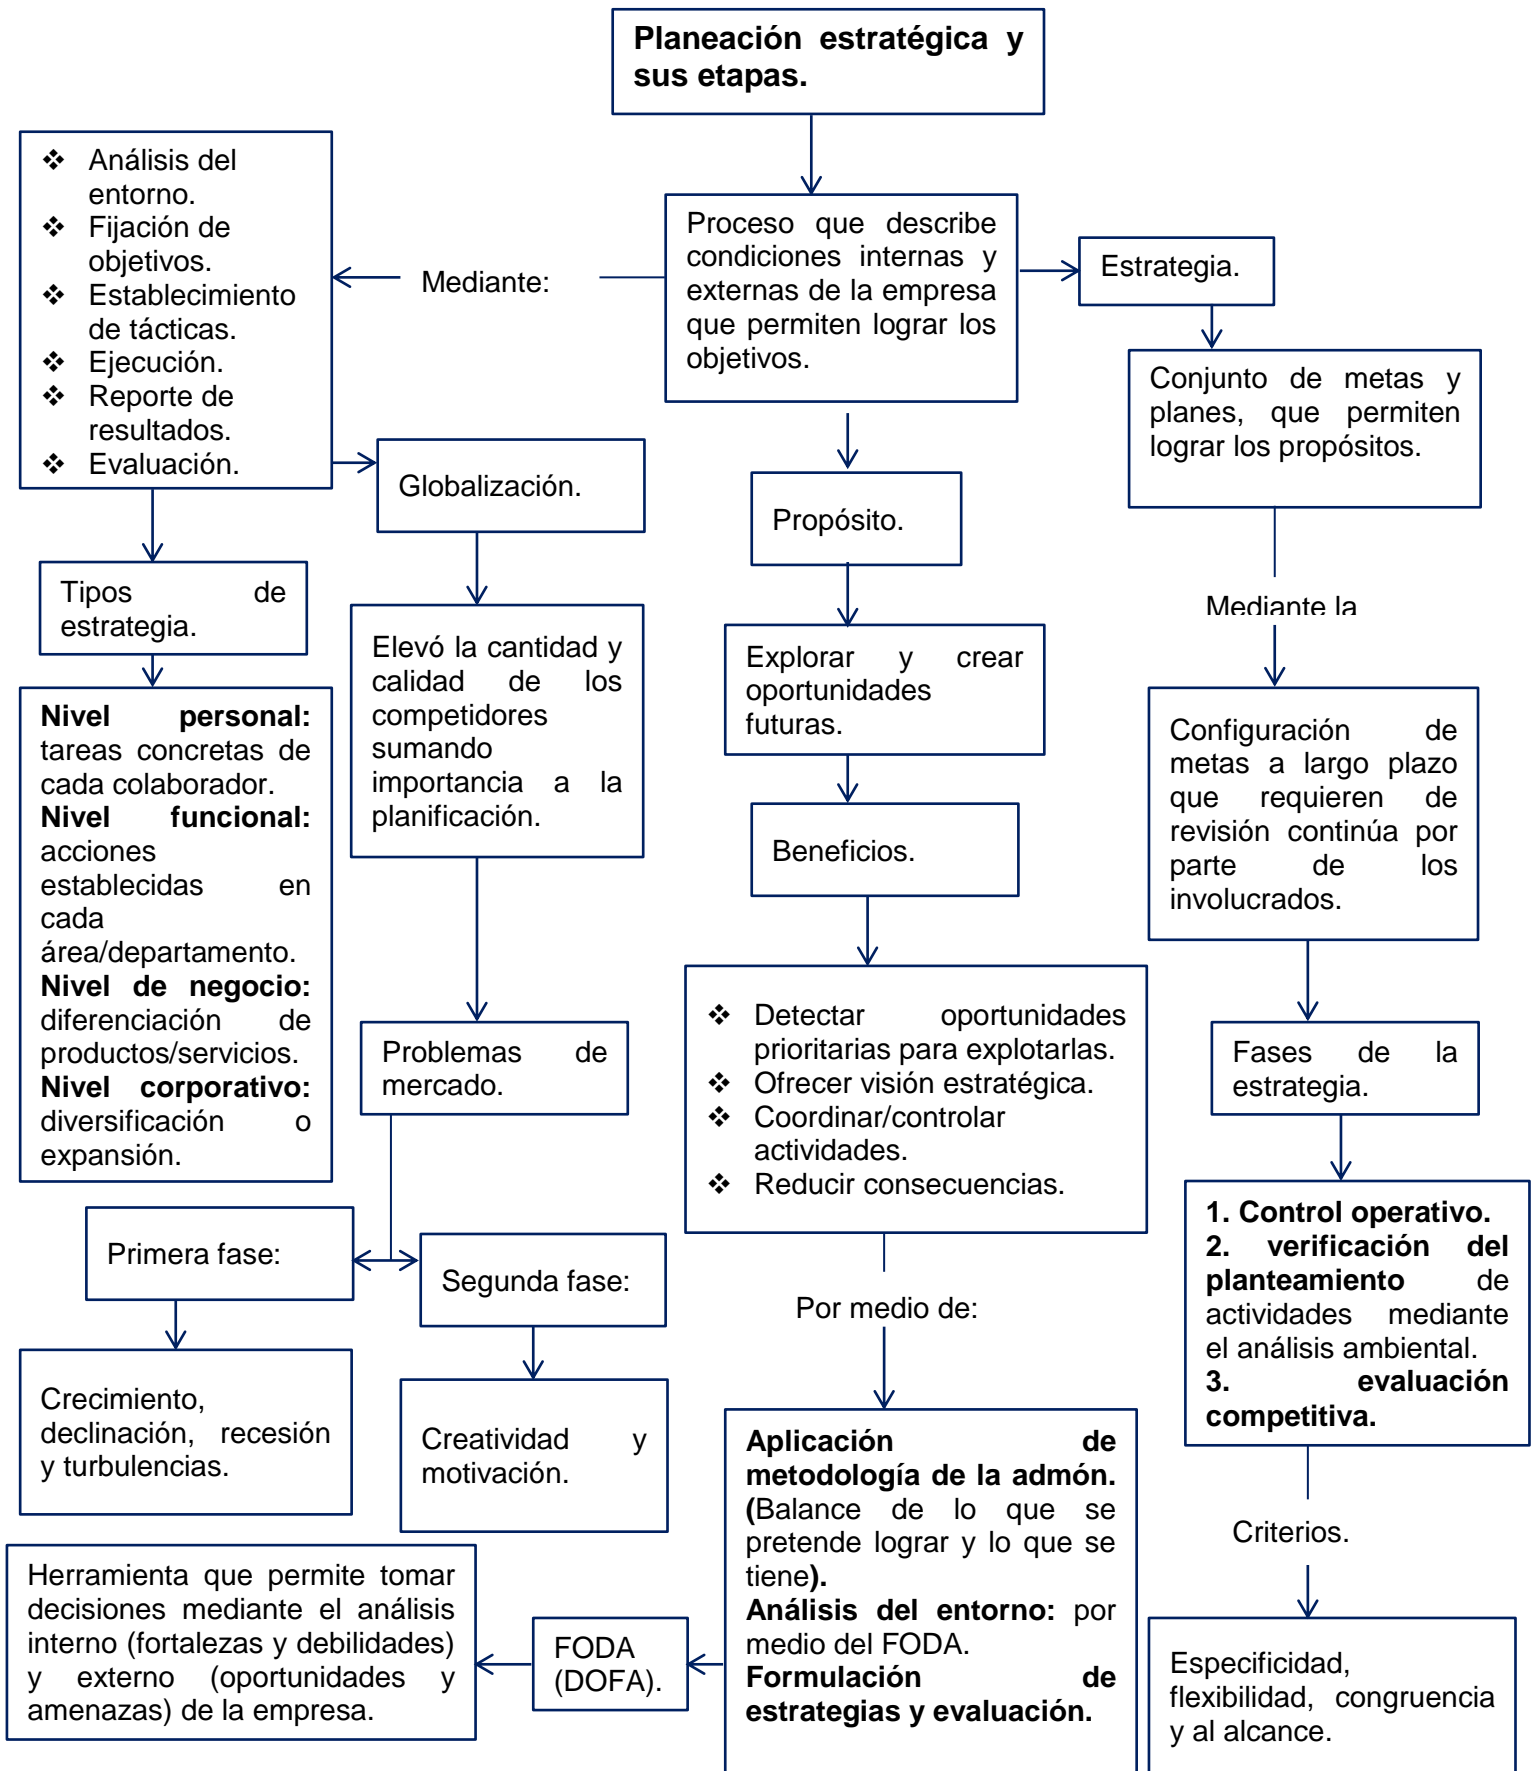 Planeación estratégica y
sus etapas.
❖ Análisis del
entorno.
❖ Fijación de
objetivos.
❖ Establecimiento
de tácticas.
❖ Ejecución.
❖ Reporte de
resultados.
❖ Evaluación.
Mediante:
Proceso que describe
condiciones internas y
externas de la empresa
que permiten lograr los
objetivos.
Estrategia.
Conjunto de metas y
planes, que permiten
lograr los propósitos.
Globalización.
Propósito.
Tipos de
estrategia.
Elevó la cantidad y
calidad de los
competidores
sumando
importancia a la
planificación.
Explorar y crear
oportunidades
futuras.
Mediante la
Nivel personal:
tareas concretas de
cada colaborador.
Nivel funcional:
acciones
establecidas en
cada
área/departamento.
Nivel de negocio:
diferenciación de
productos/servicios.
Nivel corporativo:
diversificación o
expansión.
Configuración de
metas a largo plazo
que requieren de
revisión continúa por
parte de los
involucrados.
Beneficios.
Problemas de
mercado.
❖ Detectar oportunidades
prioritarias para explotarlas.
❖ Ofrecer visión estratégica.
❖ Coordinar/controlar
actividades.
❖ Reducir consecuencias.
Fases de la
estrategia.
Primera fase:
Segunda fase:
Por medio de:
1. Control operativo.
2. verificación del
planteamiento de
actividades mediante
el análisis ambiental.
3. evaluación
competitiva.
Crecimiento,
declinación, recesión
y turbulencias.
Creatividad y
motivación.
Aplicación de
metodología de la admón.
(Balance de lo que se
pretende lograr y lo que se
tiene).
Análisis del entorno: por
medio del FODA.
Formulación de
estrategias y evaluación.
Criterios.
Herramienta que permite tomar
decisiones mediante el análisis
interno (fortalezas y debilidades)
y externo (oportunidades y
amenazas) de la empresa.
FODA
(DOFA).
Especificidad,
flexibilidad, congruencia
y al alcance.